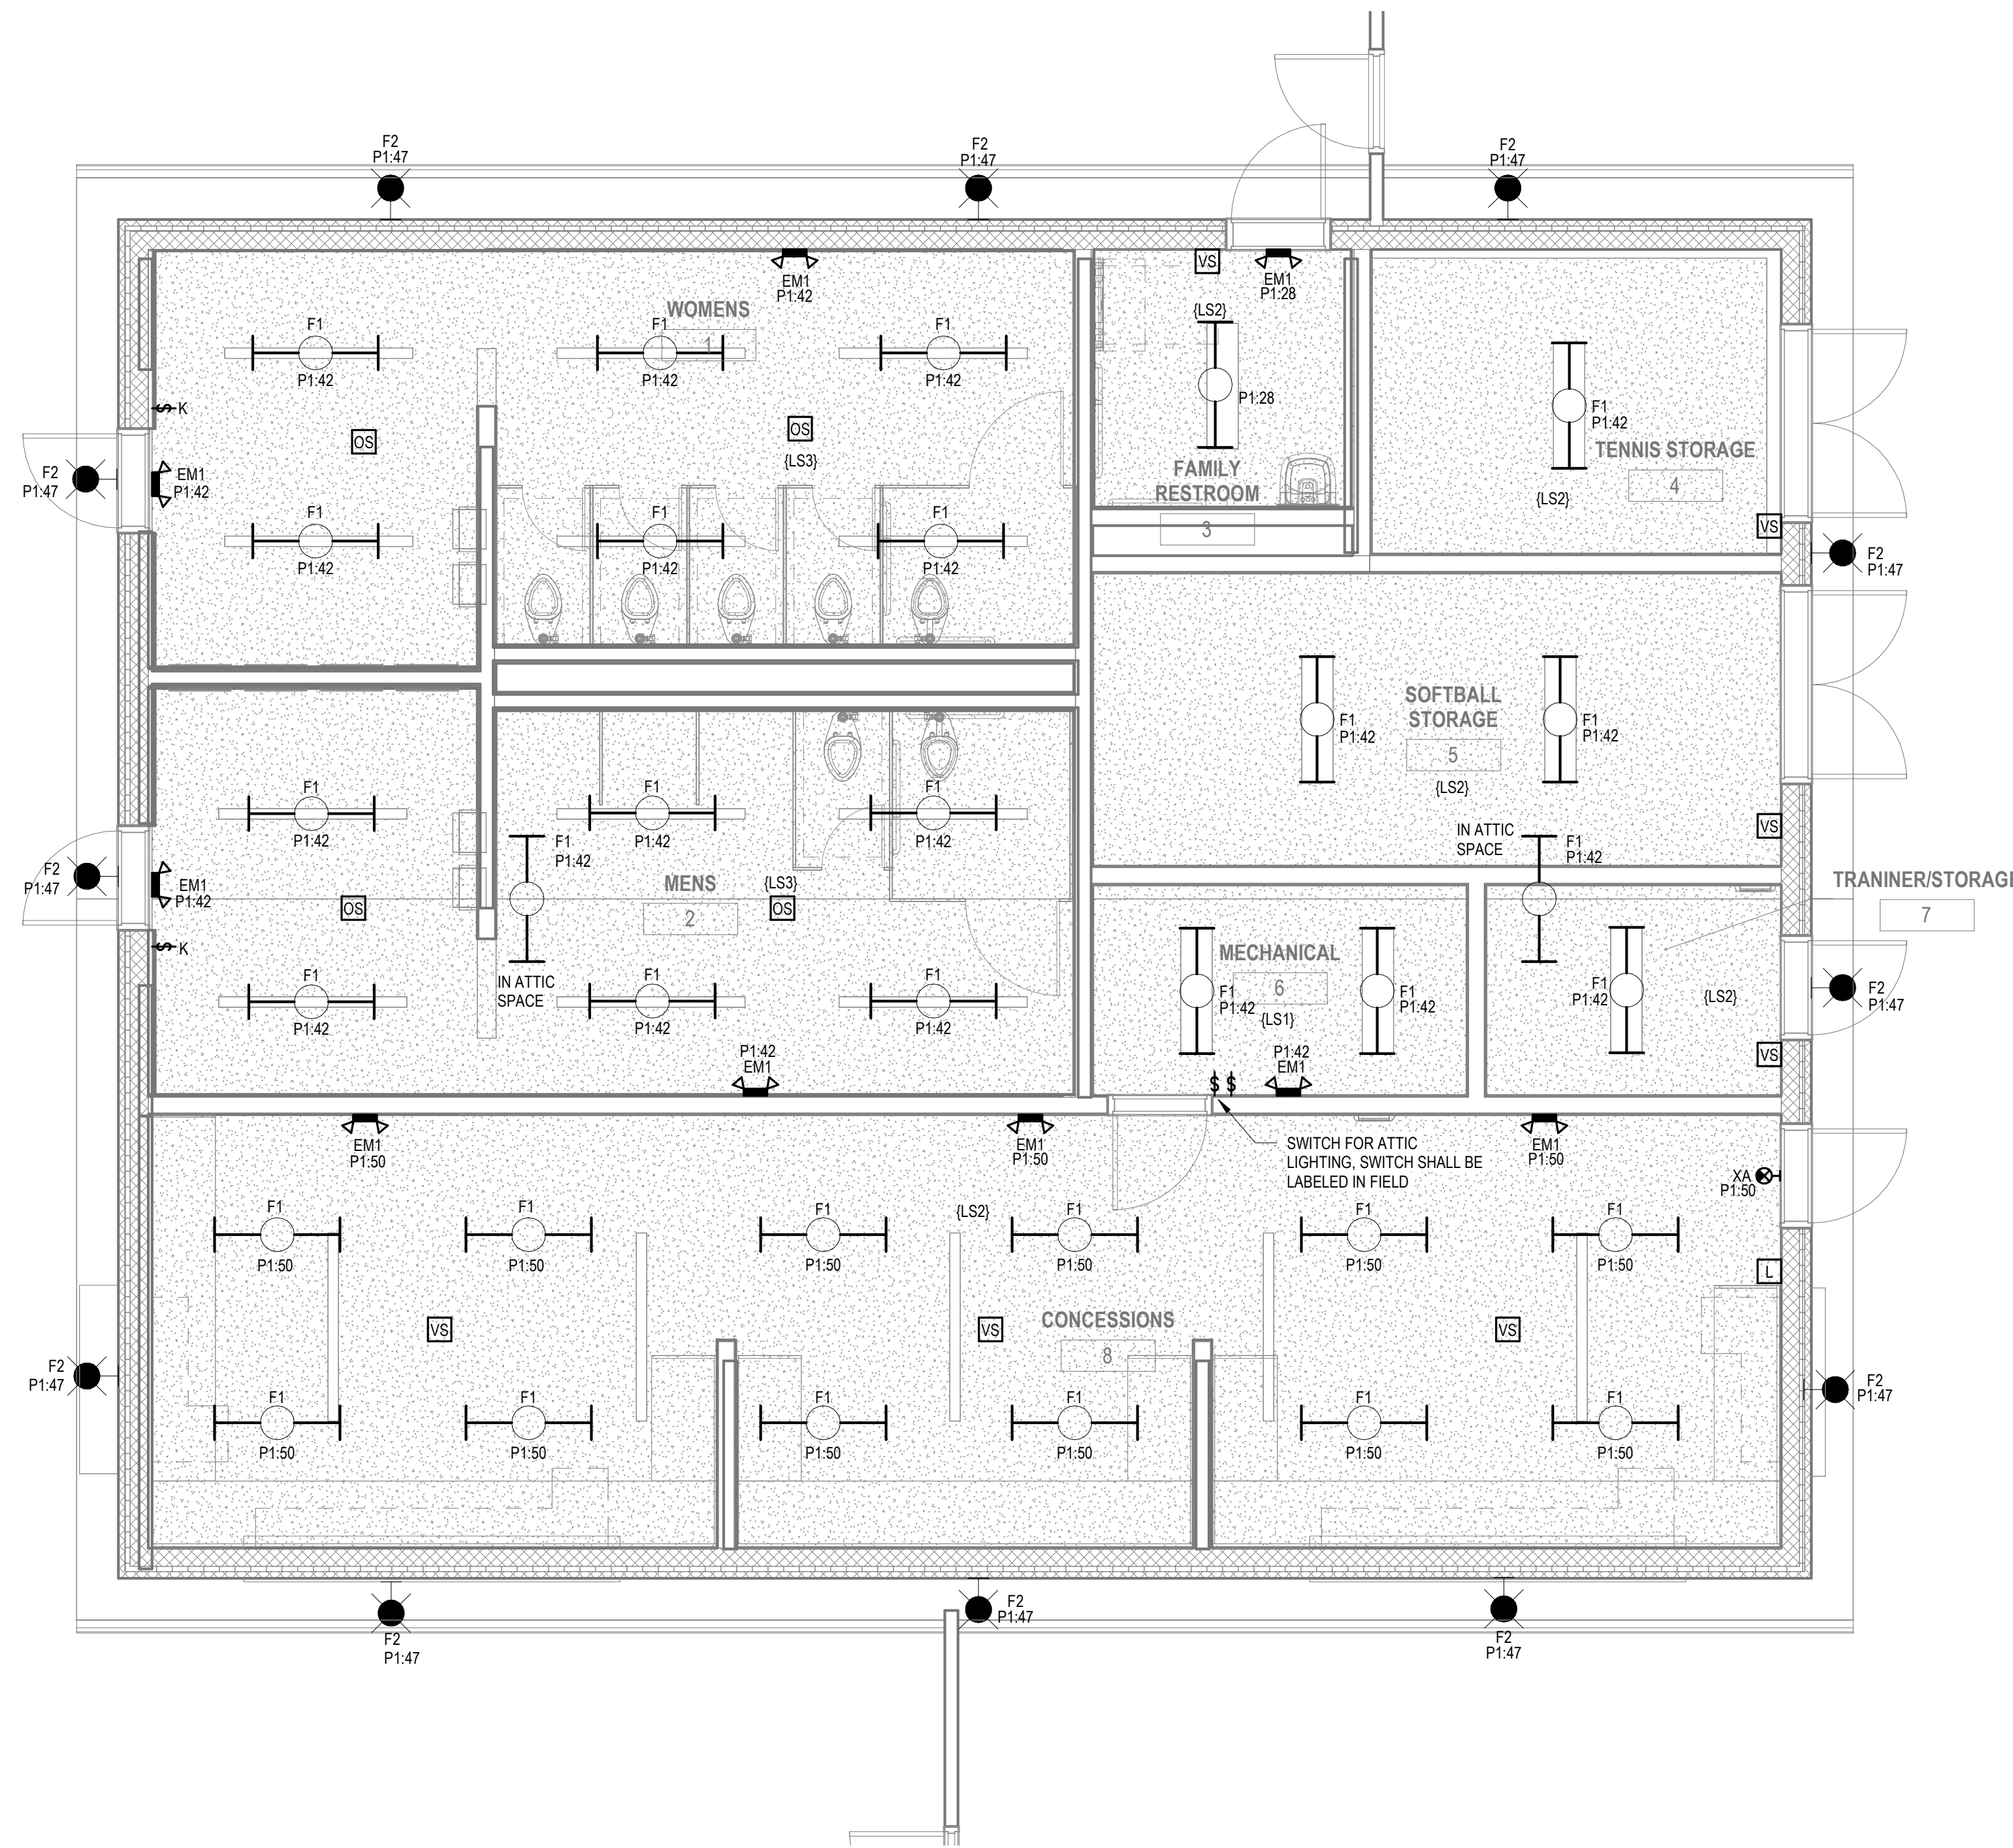 F2
P1:47
F2
P1:47
F2
P1:47
VS
EM1
P1:42
EM1
P1:28
WOMENS
1
{LS2}
F1
P1:42
F1
P1:42
F1
P1:42
P1:28
F1
P1:42
K
OS
OS
{LS3}
TENNIS STORAGE
4
F2
P1:47
EM1
P1:42
FAMILY
RESTROOM
3
{LS2}
VS
F1
P1:42
F1
P1:42
F1
P1:42
F2
P1:47
SOFTBALL
STORAGE
5
{LS2}
F1
P1:42
F1
P1:42
VS
F1
P1:42
F1
P1:42
F1
P1:42
F1
P1:42
IN ATTIC
SPACE
F1
P1:42
F2
P1:47
EM1
P1:42
MENS
2
{LS3}
OS
OS
TRANINER/STORAGE
7
K
IN ATTIC
SPACE
MECHANICAL
6
{LS1}
F1
P1:42
F1
P1:42
F1
P1:42
{LS2}
F2
P1:47
F1
P1:42
F1
P1:42
F1
P1:42
P1:42
EM1
P1:42
EM1
VS
$ $
EM1
P1:50
EM1
P1:50
SWITCH FOR ATTIC
LIGHTING, SWITCH SHALL BE
LABELED IN FIELD
EM1
P1:50
XA
P1:50
{LS2}
F1
P1:50
F1
P1:50
F1
P1:50
F1
P1:50
F1
P1:50
F1
P1:50
L
VS
VS
CONCESSIONS
8
VS
F2
P1:47
F2
P1:47
F1
P1:50
F1
P1:50
F1
P1:50
F1
P1:50
F1
P1:50
F1
P1:50
F2
P1:47
F2
P1:47
F2
P1:47